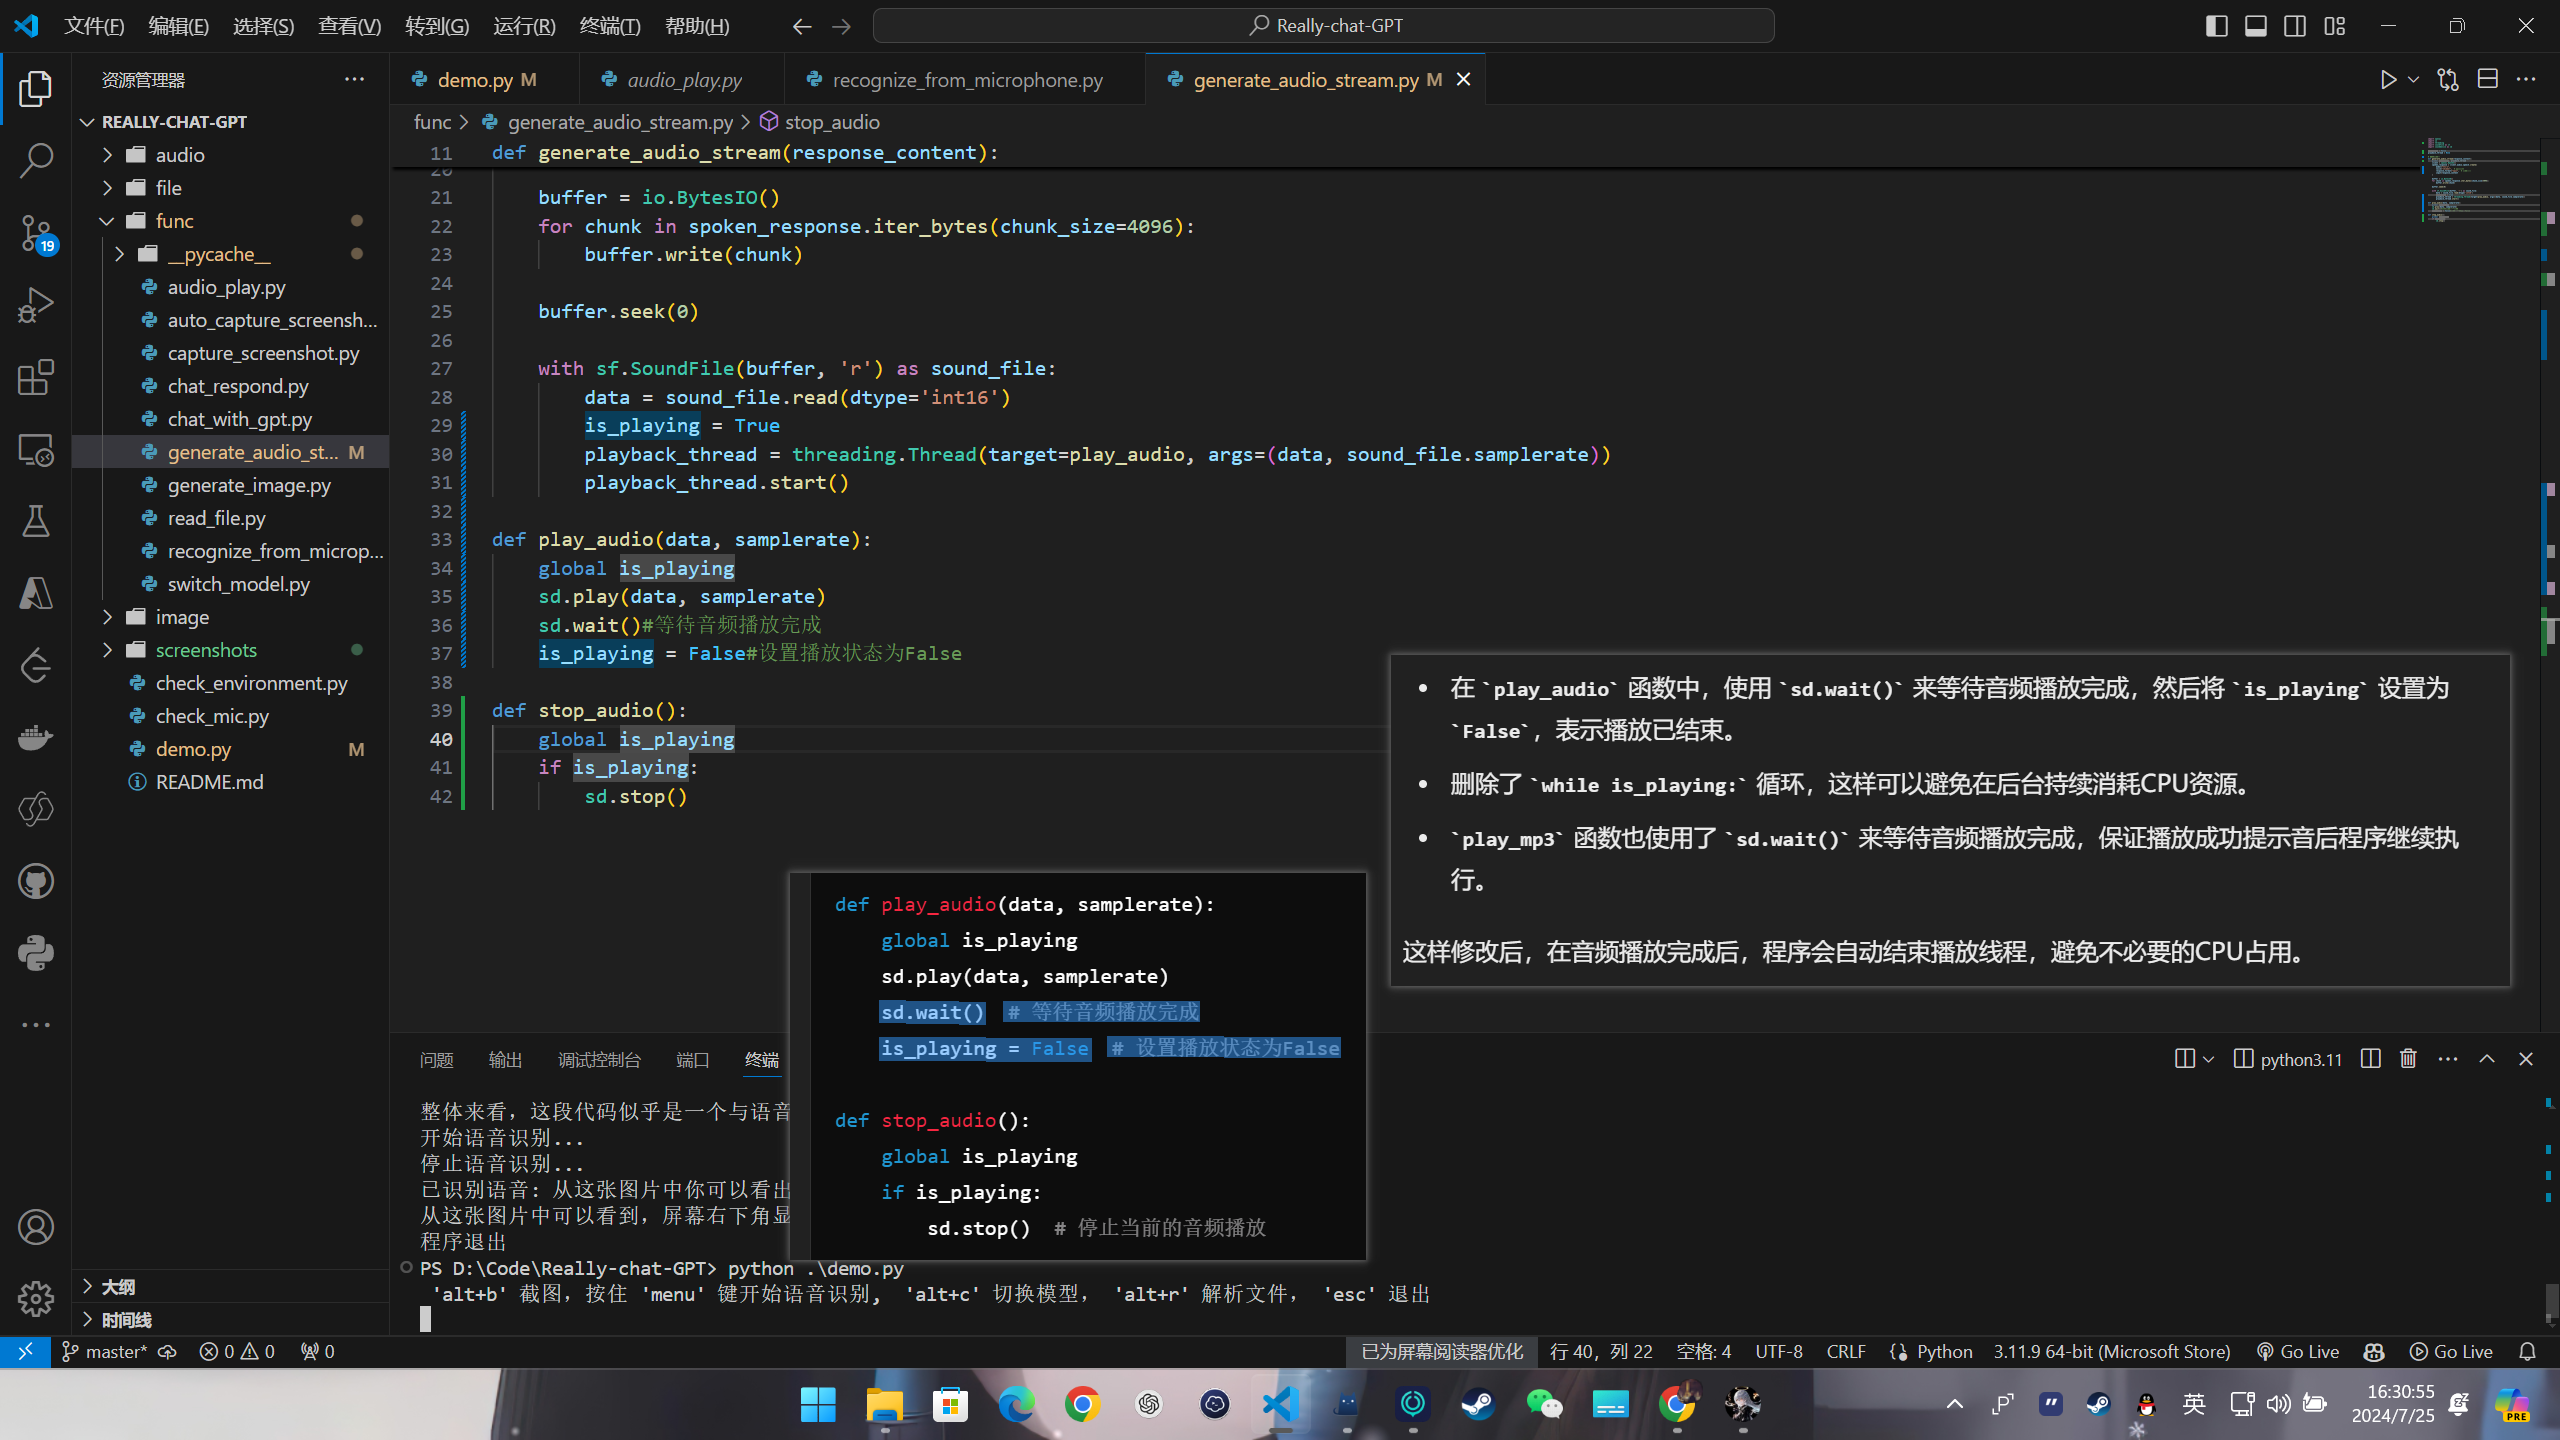 文件(F) 编辑(E) 选择(S) 查看(V) 转到(G) 运行(R) 终端(T) 帮助(H) Really-chat-GPT
资源管理器
demo.py M audio_play.py recognize_from_microphone.py generate_audio_stream.py M
REALLY-CHAT-GPT
audio
file
func
__pycache__
audio_play.py
auto_capture_screensh...
capture_screenshot.py
chat_respond.py
chat_with_gpt.py
generate_audio_st... M
generate_image.py
read_file.py
recognize_from_microp...
switch_model.py
image
screenshots
check_environment.py
check_mic.py
demo.py M
README.md
大纲
时间线
19
func > generate_audio_stream.py > stop_audio
11 def generate_audio_stream(response_content):
20
21 buffer = io.BytesIO()
22 for chunk in spoken_response.iter_bytes(chunk_size=4096):
23 buffer.write(chunk)
24
25 buffer.seek(0)
26
27 with sf.SoundFile(buffer, 'r') as sound_file:
28 data = sound_file.read(dtype='int16')
29 is_playing = True
30 playback_thread = threading.Thread(target=play_audio, args=(data, sound_file.samplerate))
31 playback_thread.start()
32
33 def play_audio(data, samplerate):
34 global is_playing
35 sd.play(data, samplerate)
36 sd.wait()#等待音频播放完成
37 is_playing = False#设置播放状态为False
38
39 def stop_audio():
40 global is_playing
41 if is_playing:
42 sd.stop()
• 在 `play_audio` 函数中，使用 `sd.wait()` 来等待音频播放完成，然后将 `is_playing` 设置为
`False`，表示播放已结束。
• 删除了 `while is_playing:` 循环，这样可以避免在后台持续消耗CPU资源。
• `play_mp3` 函数也使用了 `sd.wait()` 来等待音频播放完成，保证播放成功提示音后程序继续执
行。
这样修改后，在音频播放完成后，程序会自动结束播放线程，避免不必要的CPU占用。
def play_audio(data, samplerate):
global is_playing
sd.play(data, samplerate)
sd.wait() # 等待音频播放完成
is_playing = False # 设置播放状态为False
def stop_audio():
global is_playing
if is_playing:
sd.stop() # 停止当前的音频播放
问题 输出 调试控制台 端口 终端 python3.11
整体来看，这段代码似乎是一个与语音
开始语音识别...
停止语音识别...
已识别语音: 从这张图片中你可以看出
从这张图片中可以看到，屏幕右下角显
程序退出
PS D:\Code\Really-chat-GPT> python .\demo.py
'alt+b' 截图，按住 'menu' 键开始语音识别， 'alt+c' 切换模型， 'alt+r' 解析文件， 'esc' 退出
master* 0 0 0 已为屏幕阅读器优化 行 40，列 22 空格: 4 UTF-8 CRLF {} Python 3.11.9 64-bit (Microsoft Store) Go Live Go Live
英 16:30:55
2024/7/25
PRE